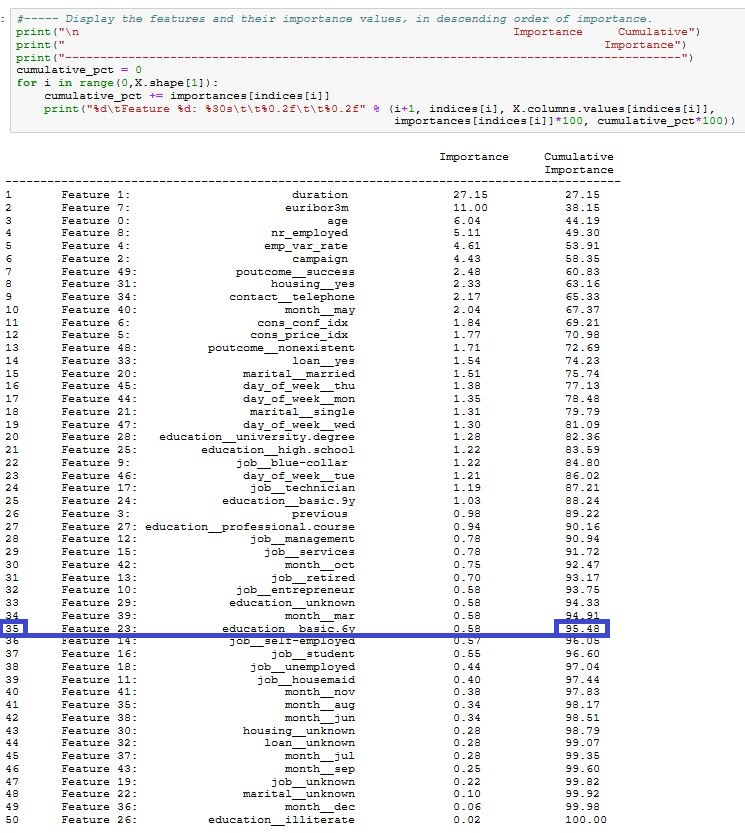 : #----- Display the features and their importance values, in descending order of importance.
print("\n Importance Cumulative")
print(" Importance")
print("-----------------------------------------------------------------------------------------")
cumulative_pct = 0
for i in range(0,X.shape[1]):
cumulative_pct += importances[indices[i]]
print("%d\tFeature %d: %30s\t\t%0.2f\t\t%0.2f" % (i+1, indices[i], X.columns.values[indices[i]],
importances[indices[i]]*100, cumulative_pct*100))
Importance Cumulative
Importance
-----------------------------------------------------------------------------------------
1 Feature 1: duration 27.15 27.15
2 Feature 7: euribor3m 11.00 38.15
3 Feature 0: age 6.04 44.19
4 Feature 8: nr_employed 5.11 49.30
5 Feature 4: emp_var_rate 4.61 53.91
6 Feature 2: campaign 4.43 58.35
7 Feature 49: poutcome__success 2.48 60.83
8 Feature 31: housing__yes 2.33 63.16
9 Feature 34: contact__telephone 2.17 65.33
10 Feature 40: month__may 2.04 67.37
11 Feature 6: cons_conf_idx 1.84 69.21
12 Feature 5: cons_price_idx 1.77 70.98
13 Feature 48: poutcome__nonexistent 1.71 72.69
14 Feature 33: loan__yes 1.54 74.23
15 Feature 20: marital__married 1.51 75.74
16 Feature 45: day_of_week__thu 1.38 77.13
17 Feature 44: day_of_week__mon 1.35 78.48
18 Feature 21: marital__single 1.31 79.79
19 Feature 47: day_of_week__wed 1.30 81.09
20 Feature 28: education__university.degree 1.28 82.36
21 Feature 25: education__high.school 1.22 83.59
22 Feature 9: job__blue-collar 1.22 84.80
23 Feature 46: day_of_week__tue 1.21 86.02
24 Feature 17: job__technician 1.19 87.21
25 Feature 24: education__basic.9y 1.03 88.24
26 Feature 3: previous 0.98 89.22
27 Feature 27: education__professional.course 0.94 90.16
28 Feature 12: job__management 0.78 90.94
29 Feature 15: job__services 0.78 91.72
30 Feature 42: month__oct 0.75 92.47
31 Feature 13: job__retired 0.70 93.17
32 Feature 10: job__entrepreneur 0.58 93.75
33 Feature 29: education__unknown 0.58 94.33
34 Feature 39: month__mar 0.58 94.91
35 Feature 23: education__basic.6y 0.58 95.48
36 Feature 14: job__self-employed 0.57 96.05
37 Feature 16: job__student 0.55 96.60
38 Feature 18: job__unemployed 0.44 97.04
39 Feature 11: job__housemaid 0.40 97.44
40 Feature 41: month__nov 0.38 97.83
41 Feature 35: month__aug 0.34 98.17
42 Feature 38: month__jun 0.34 98.51
43 Feature 30: housing__unknown 0.28 98.79
44 Feature 32: loan__unknown 0.28 99.07
45 Feature 37: month__jul 0.28 99.35
46 Feature 43: month__sep 0.25 99.60
47 Feature 19: job__unknown 0.22 99.82
48 Feature 22: marital__unknown 0.10 99.92
49 Feature 36: month__dec 0.06 99.98
50 Feature 26: education__illiterate 0.02 100.00